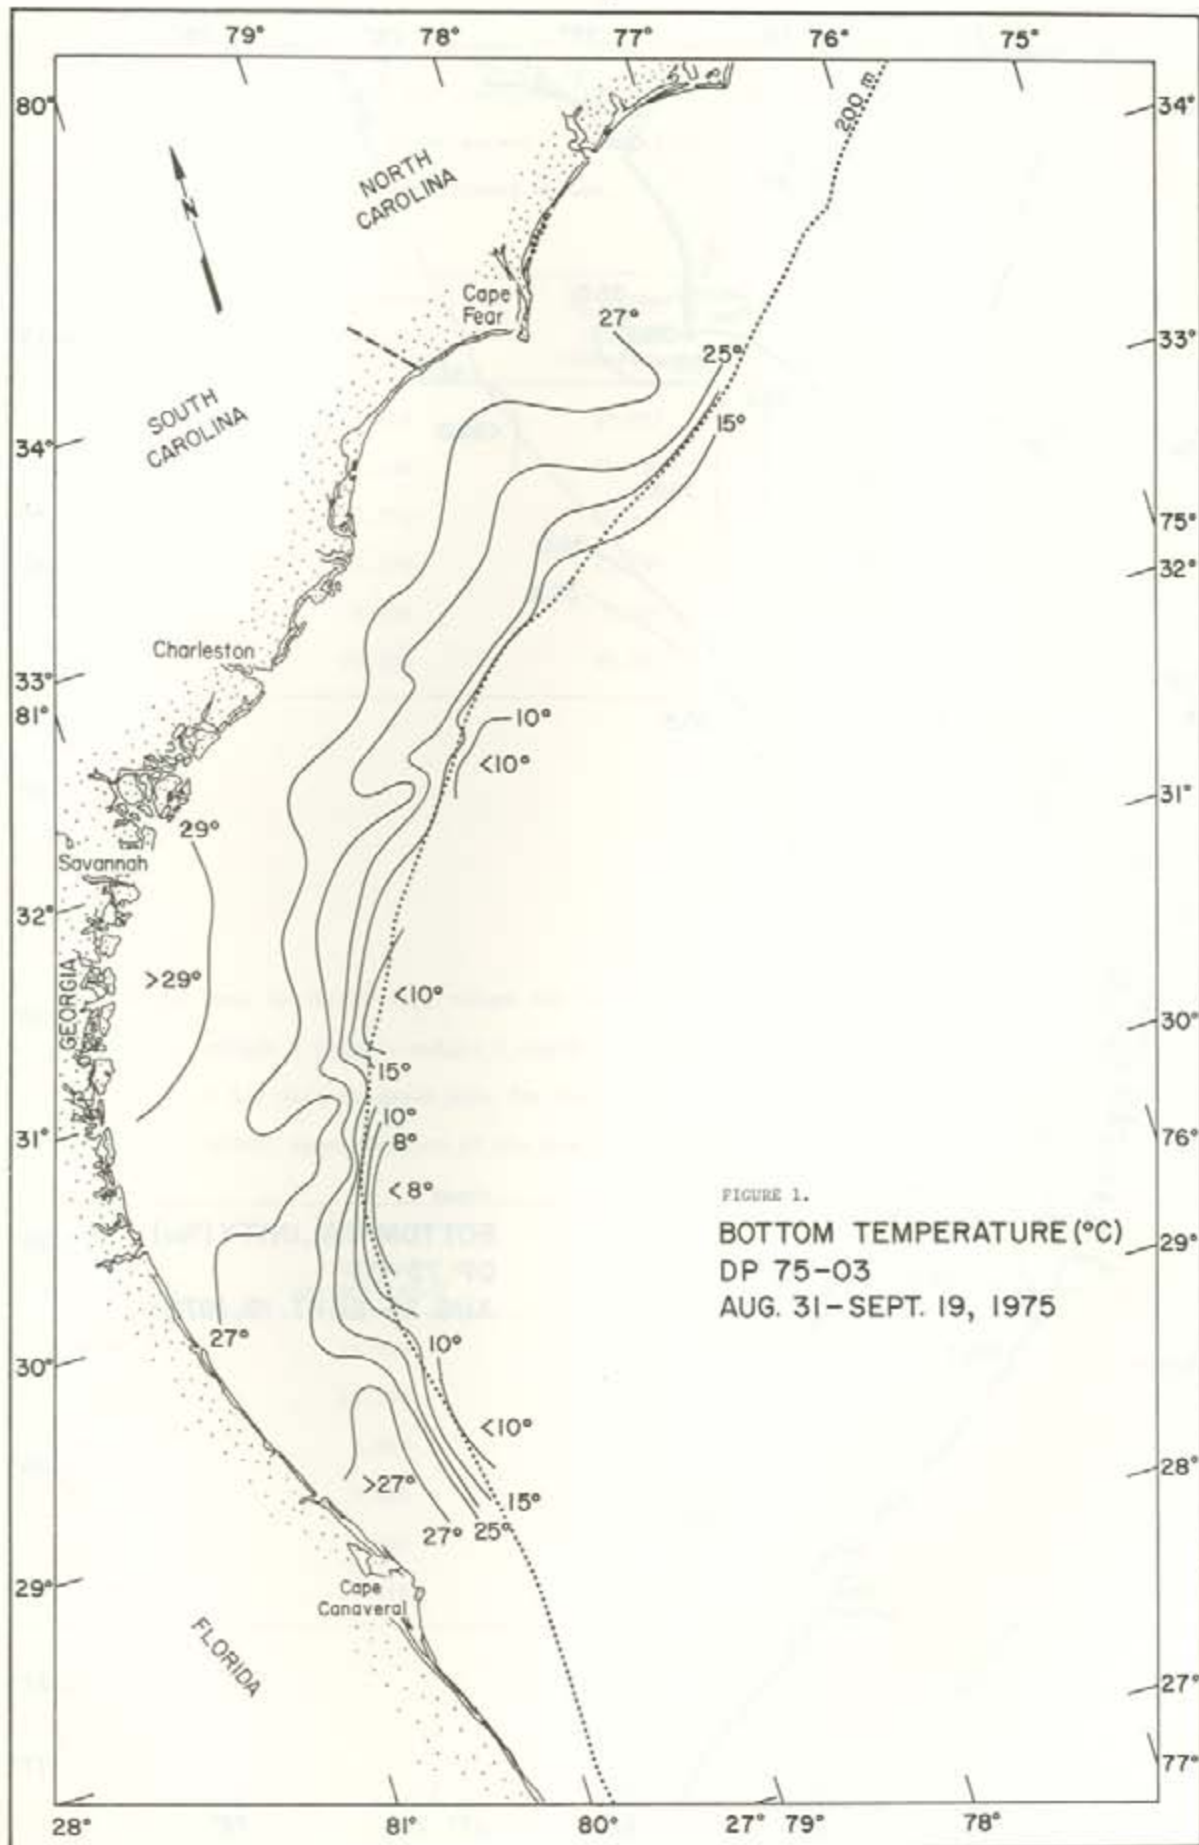 79°
78°
77°
76°
75°
80°
34°
200 m
N
NORTH
CAROLINA
Cape
Fear
27°
33°
25°
SOUTH
CAROLINA
15°
34°
75°
32°
Charleston
33°
81°
10°
<10°
31°
29°
Savannah
32°
>29°
GEORGIA
<10°
30°
15°
10°
31°
8°
76°
<8°
FIGURE 1.
BOTTOM TEMPERATURE (°C)
29°
DP 75-03
AUG. 31-SEPT. 19, 1975
27°
10°
30°
<10°
28°
>27°
15°
27°
25°
29°
Cape
Canaveral
FLORIDA
27°
77°
28°
81°
80°
27°
79°
78°